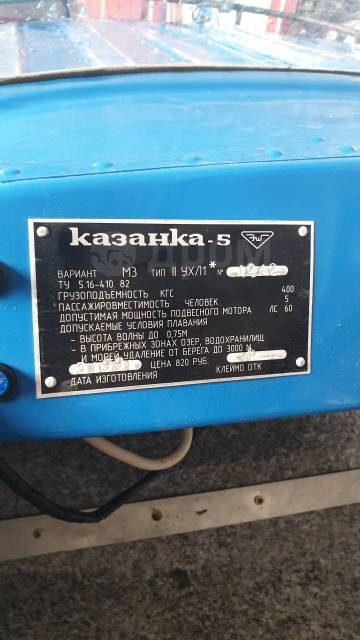 казанка-5
ВАРИАНТ М3 ТИП II УХЛ1* №
ТУ 5.16-410. 82
ГРУЗОПОДЪЕМНОСТЬ КГС 400
ПАССАЖИРОВМЕСТИМОСТЬ ЧЕЛОВЕК 5
ДОПУСТИМАЯ МОЩНОСТЬ ПОДВЕСНОГО МОТОРА ЛС 60
ДОПУСКАЕМЫЕ УСЛОВИЯ ПЛАВАНИЯ
- ВЫСОТА ВОЛНЫ ДО 0,75М
- В ПРИБРЕЖНЫХ ЗОНАХ ОЗЕР, ВОДОХРАНИЛИЩ
И МОРЕЙ УДАЛЕНИЕ ОТ БЕРЕГА ДО 3000 М.
ЦЕНА 820 РУБ.
ДАТА ИЗГОТОВЛЕНИЯ КЛЕЙМО ОТК